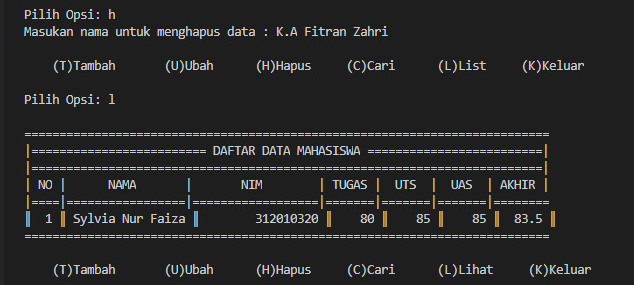 Pilih Opsi: h
Masukan nama untuk menghapus data : K.A Fitran Zahri
(T)Tambah (U)Ubah (H)Hapus (C)Cari (L)List (K)Keluar
Pilih Opsi: l
===========================================================================
|========================= DAFTAR DATA MAHASISWA =========================|
|=========================================================================|
| NO | NAMA | NIM | TUGAS | UTS | UAS | AKHIR |
|====|=================|==================|=======|=======|=======|========
‖ 1 ‖ Sylvia Nur Faiza ‖ 312010320 ‖ 80 ‖ 85 ‖ 85 ‖ 83.5 ‖
===========================================================================
(T)Tambah (U)Ubah (H)Hapus (C)Cari (L)Lihat (K)Keluar